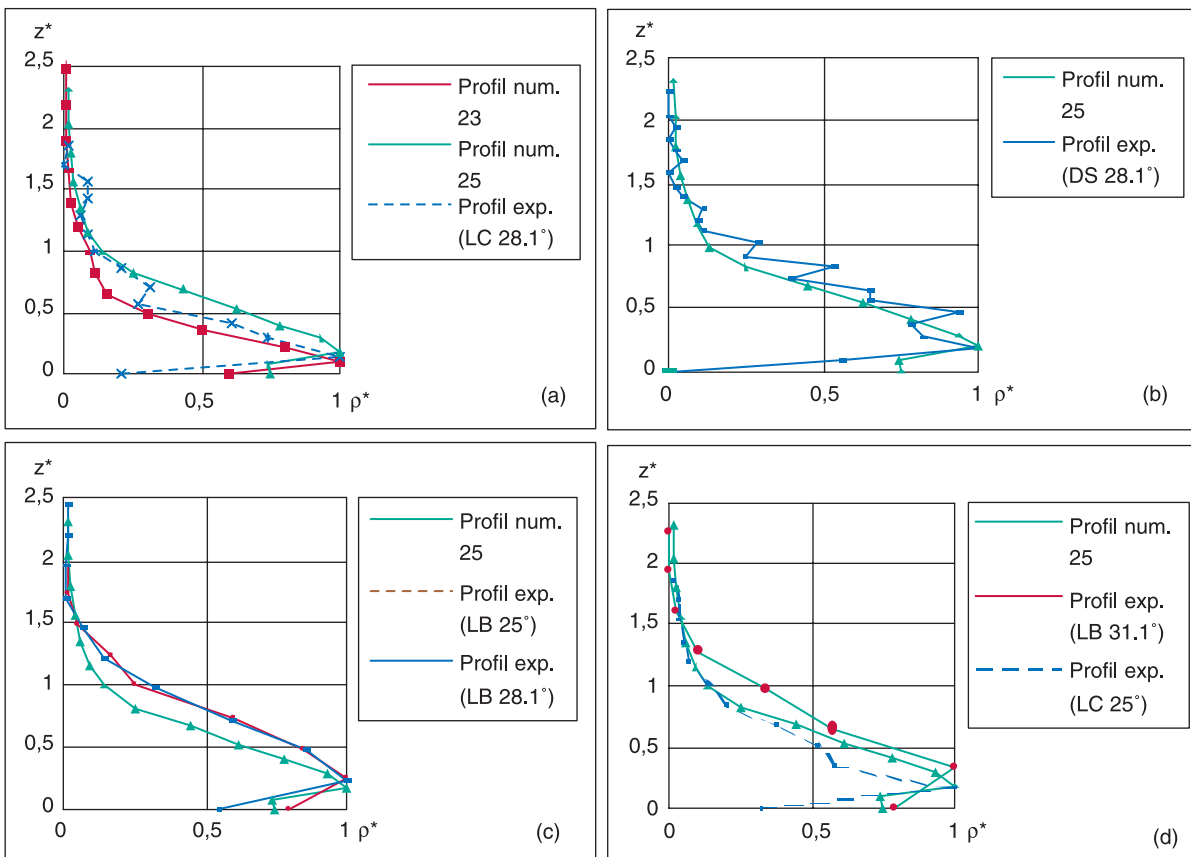 z*
2,5
2
1,5
1
0,5
0
0
0,5
1 ρ*
(a)
Profil num.
23
Profil num.
25
Profil exp.
(LC 28.1°)
z*
2,5
2
1,5
1
0,5
0
0
0,5
1 ρ*
(b)
Profil num.
25
Profil exp.
(DS 28.1°)
z*
2,5
2
1,5
1
0,5
0
0
0,5
1 ρ*
(c)
Profil num.
25
Profil exp.
(LB 25°)
Profil exp.
(LB 28.1°)
z*
2,5
2
1,5
1
0,5
0
0
0,5
1 ρ*
(d)
Profil num.
25
Profil exp.
(LB 31.1°)
Profil exp.
(LC 25°)